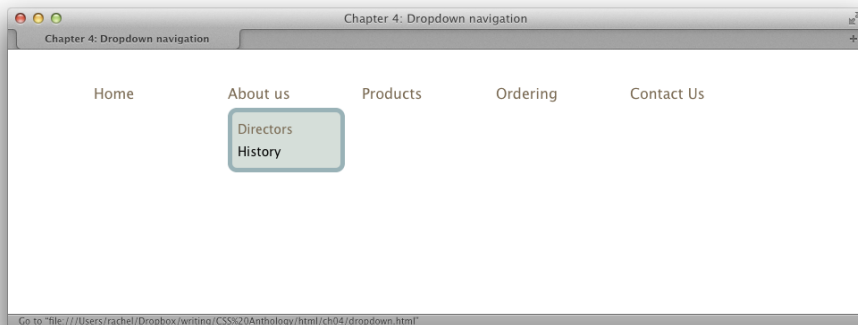 Chapter 4: Dropdown navigation
Chapter 4: Dropdown navigation
Home About us Products Ordering Contact Us
Directors
History
Go to "file:///Users/rachel/Dropbox/writing/CSS%20Anthology/html/ch04/dropdown.html"